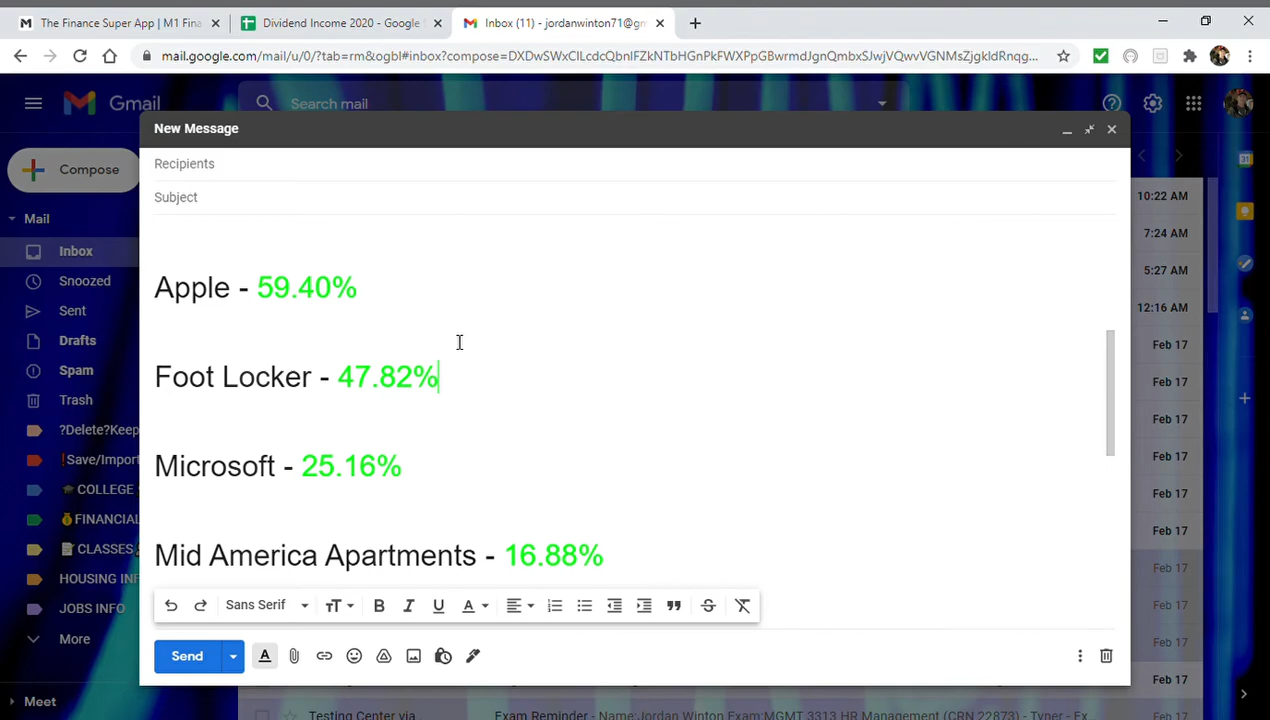 The Finance Super App | M1 Fina
Dividend Income 2020 - Google S
Inbox (11) - jordanwinton71@gm
mail.google.com/mail/u/0/?tab=rm&ogbl#inbox?compose=DXDwSWxCILcdcQbnIFZkNTbHGnPkFWXPpGBwrmdJgnQmbxSJwjVQwvVGNMsZjgkldRnqg...
Gmail
Search mail
Compose
Mail
Inbox
Snoozed
Sent
Drafts
Spam
Trash
?Delete?Keep
!Save/Import
COLLEGE
FINANCIAL
CLASSES
HOUSING INF
JOBS INFO
More
Meet
New Message
Recipients
Subject
Apple - 59.40%
Foot Locker - 47.82%
Microsoft - 25.16%
Mid America Apartments - 16.88%
Sans Serif
Send
10:22 AM
7:24 AM
5:27 AM
12:16 AM
Feb 17
Feb 17
Feb 17
Feb 17
Feb 17
Feb 17
Feb 17
Feb 17
Feb 17
Feb 17
Testing Center via. Exam Reminder - Name:Jordan Winton Exam:MGMT 3313 HR Management (CRN 22873) - Tyner - Ex